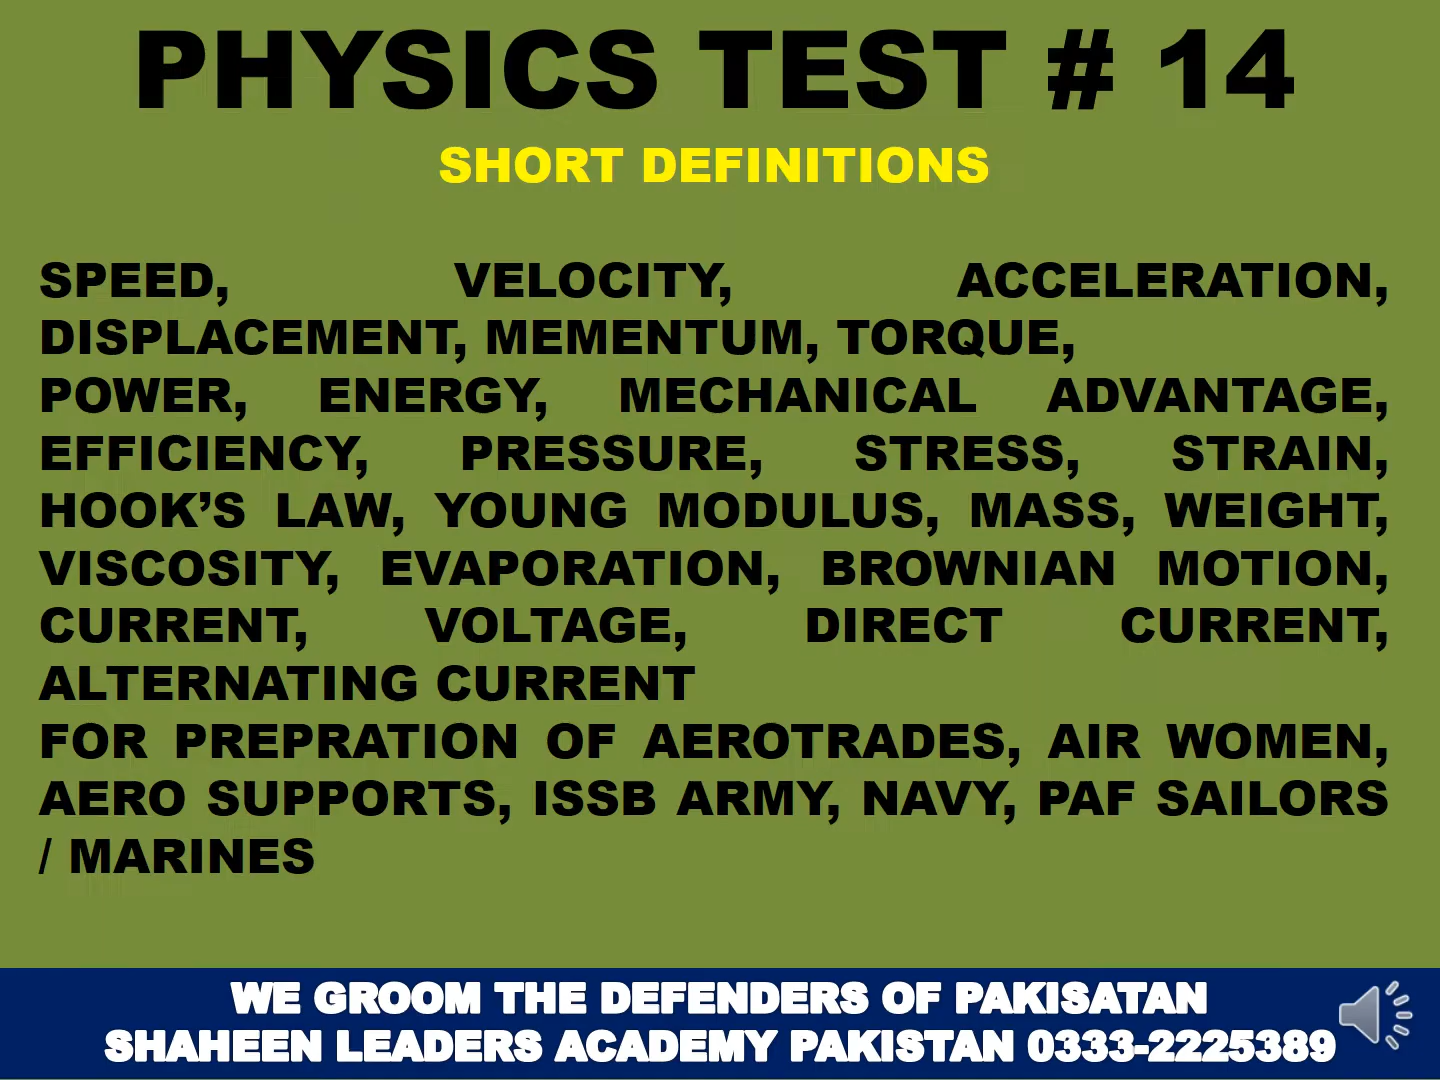 PHYSICS TEST # 14
SHORT DEFINITIONS
SPEED, VELOCITY, ACCELERATION,
DISPLACEMENT, MEMENTUM, TORQUE,
POWER, ENERGY, MECHANICAL ADVANTAGE,
EFFICIENCY, PRESSURE, STRESS, STRAIN,
HOOK’S LAW, YOUNG MODULUS, MASS, WEIGHT,
VISCOSITY, EVAPORATION, BROWNIAN MOTION,
CURRENT, VOLTAGE, DIRECT CURRENT,
ALTERNATING CURRENT
FOR PREPRATION OF AEROTRADES, AIR WOMEN,
AERO SUPPORTS, ISSB ARMY, NAVY, PAF SAILORS
/ MARINES
WE GROOM THE DEFENDERS OF PAKISATAN
SHAHEEN LEADERS ACADEMY PAKISTAN 0333-2225389